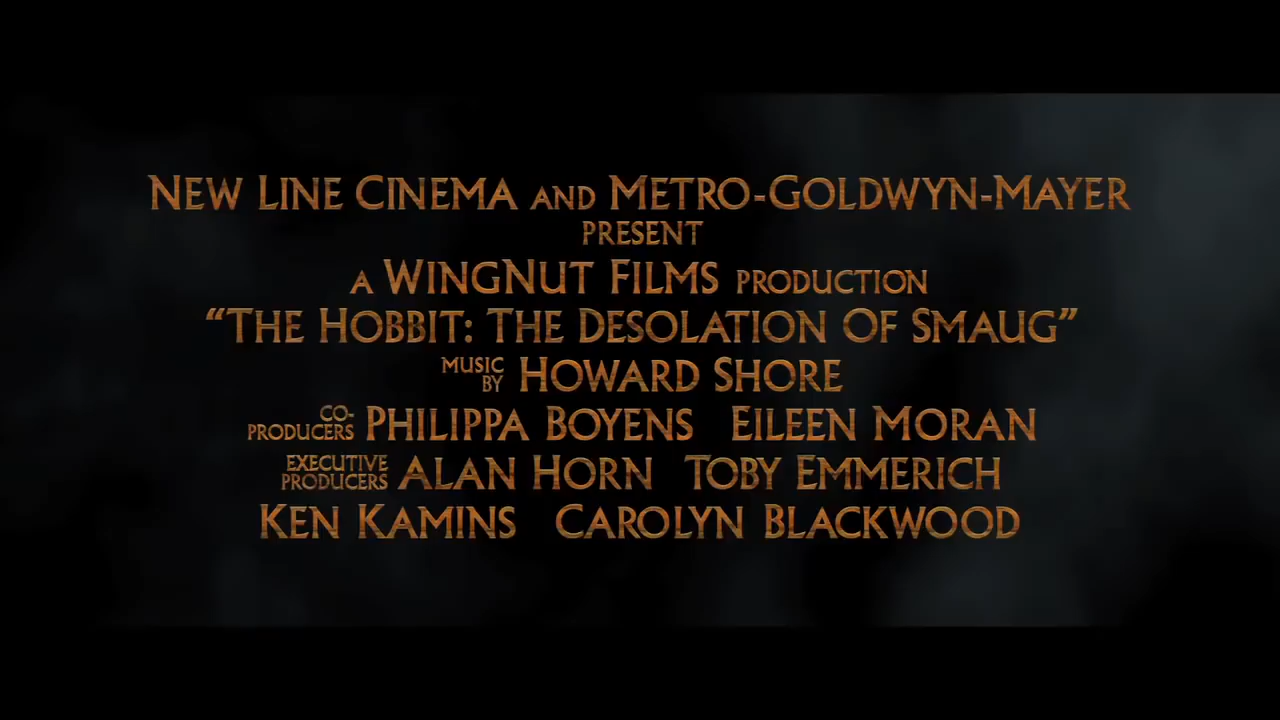 NEW LINE CINEMA AND METRO-GOLDWYN-MAYER
PRESENT
A WINGNUT FILMS PRODUCTION
“THE HOBBIT: THE DESOLATION OF SMAUG”
MUSIC BY HOWARD SHORE
CO-PRODUCERS PHILIPPA BOYENS EILEEN MORAN
EXECUTIVE PRODUCERS ALAN HORN TOBY EMMERICH
KEN KAMINS CAROLYN BLACKWOOD